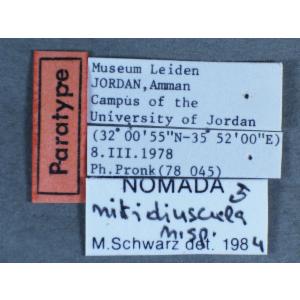 Paratype
Museum Leiden
JORDAN,Amman
Campus of the
University of Jordan
(32° 00'55"N-35° 52'00"E)
8.III.1978
Ph.Pronk(78 045)
NOMADA
nitidiuscula
n.sp.
M.Schwarz det. 1984